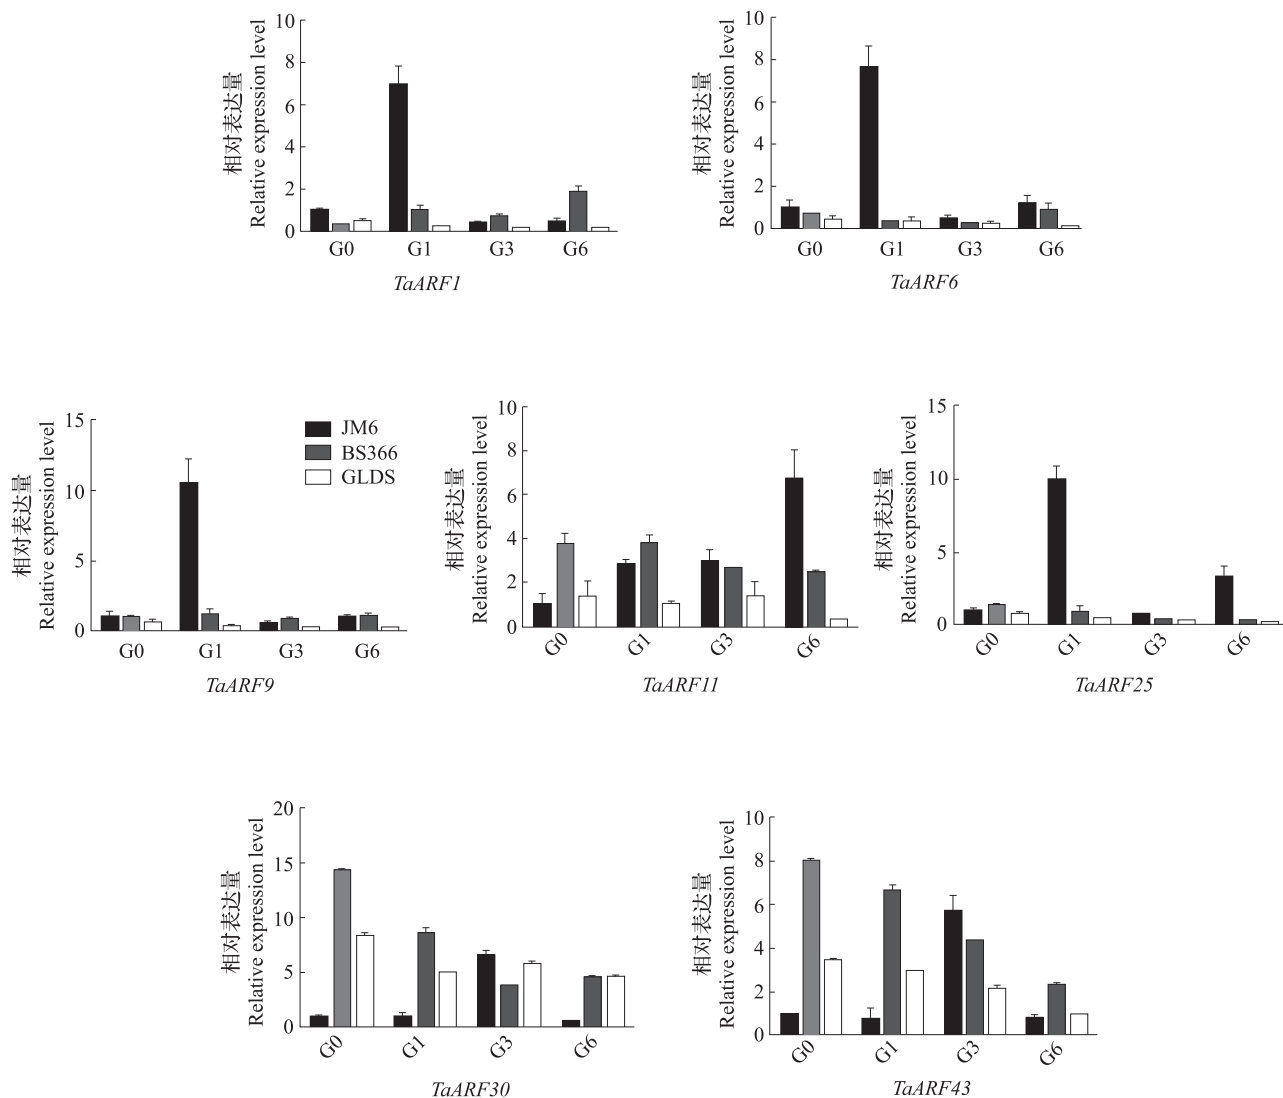 相对表达量
Relative expression level
10
8
6
4
2
0
G0 G1 G3 G6
TaARF1
相对表达量
Relative expression level
10
8
6
4
2
0
G0 G1 G3 G6
TaARF6
相对表达量
Relative expression level
15
10
5
0
G0 G1 G3 G6
TaARF9
JM6
BS366
GLDS
相对表达量
Relative expression level
10
8
6
4
2
0
G0 G1 G3 G6
TaARF11
相对表达量
Relative expression level
15
10
5
0
G0 G1 G3 G6
TaARF25
相对表达量
Relative expression level
20
15
10
5
0
G0 G1 G3 G6
TaARF30
相对表达量
Relative expression level
10
8
6
4
2
0
G0 G1 G3 G6
TaARF43